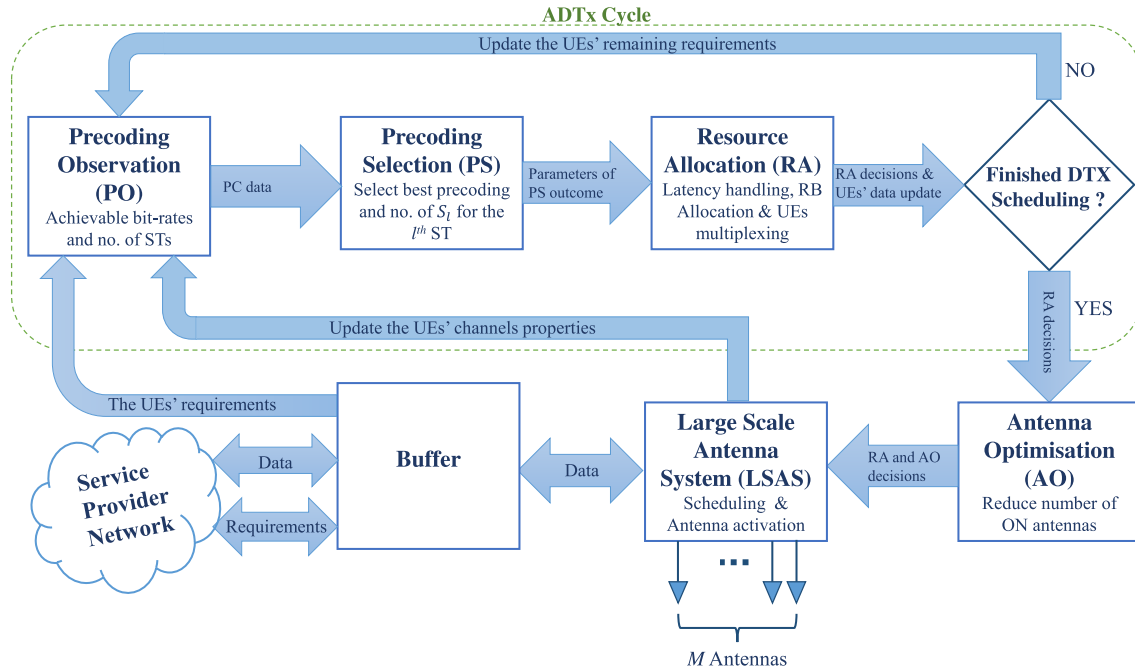 ADTx Cycle
Update the UEs' remaining requirements
NO
Precoding
Observation
(PO)
Achievable bit-rates
and no. of STs
PC data
Precoding
Selection (PS)
Select best precoding
and no. of S_l for the
l^th ST
Parameters of
PS outcome
Resource
Allocation (RA)
Latency handling, RB
Allocation & UEs
multiplexing
RA decisions &
UEs' data update
Finished DTX
Scheduling ?
YES
RA
decisions
Update the UEs' channels properties
The UEs' requirements
Service
Provider
Network
Data
Requirements
Buffer
Data
Large Scale
Antenna
System (LSAS)
Scheduling &
Antenna activation
RA and AO
decisions
Antenna
Optimisation
(AO)
Reduce number of
ON antennas
...
M Antennas